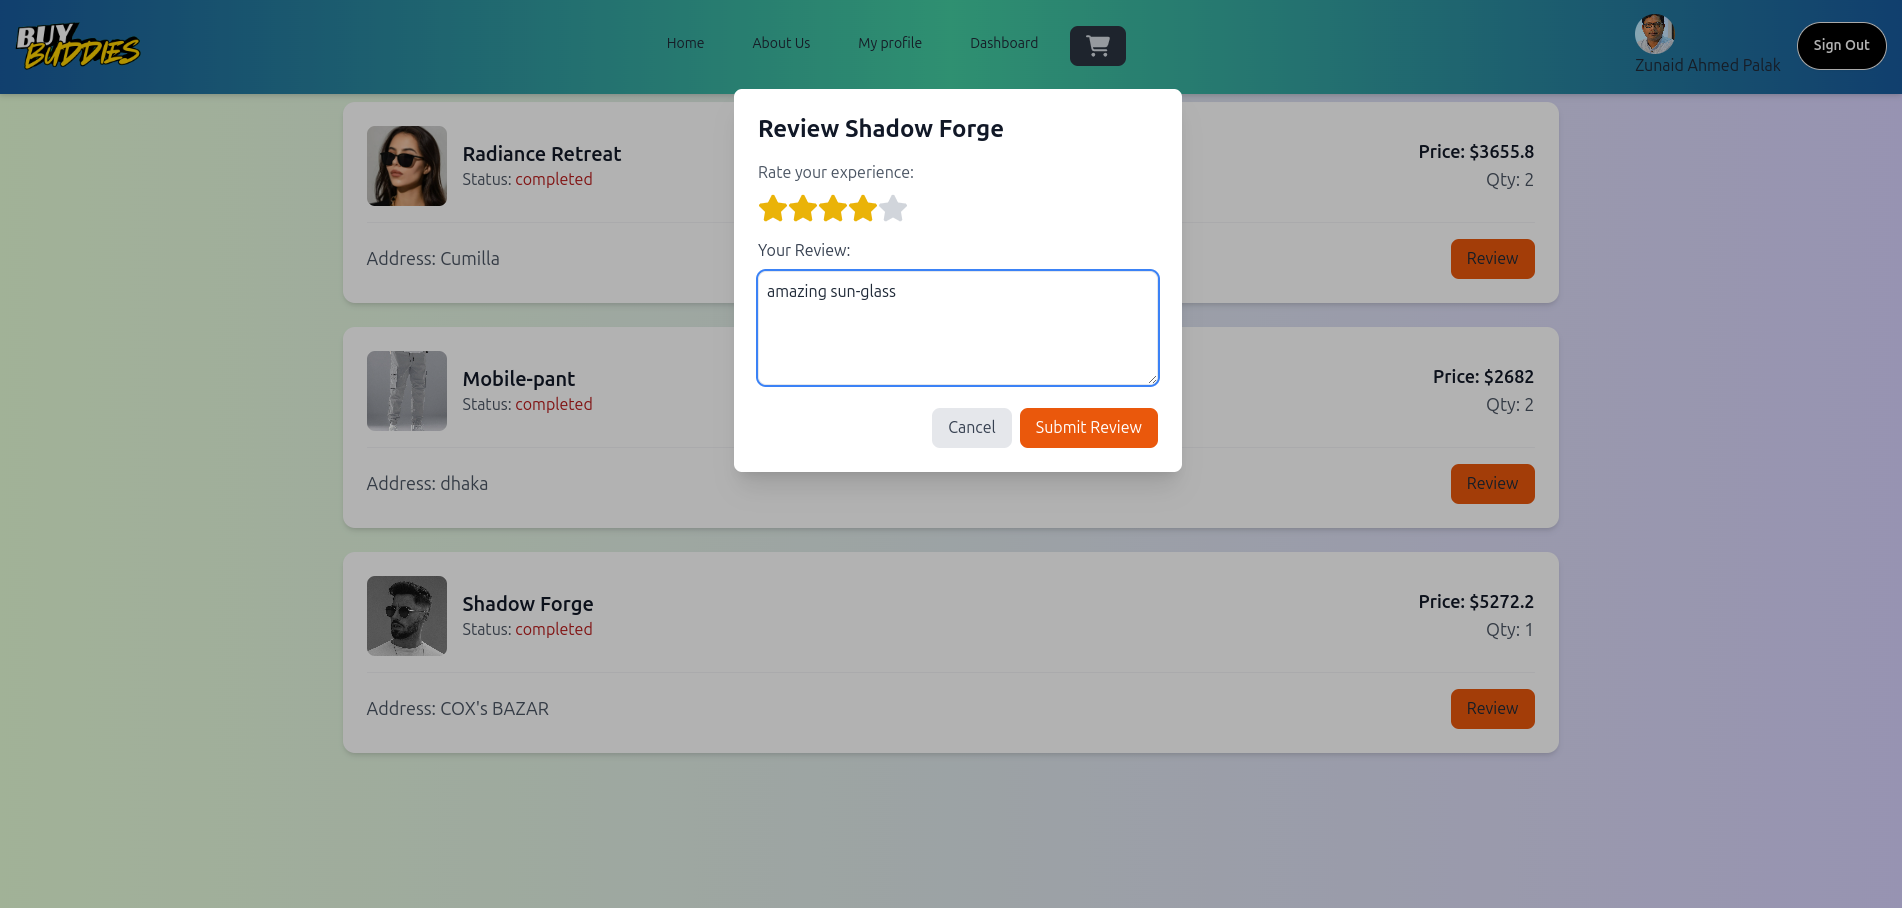 BUY
BUDDIES
Home
About Us
My profile
Dashboard
Zunaid Ahmed Palak
Sign Out
Review Shadow Forge
Rate your experience:
Your Review:
amazing sun-glass
Cancel
Submit Review
Radiance Retreat
Status: completed
Price: $3655.8
Qty: 2
Address: Cumilla
Review
Mobile-pant
Status: completed
Price: $2682
Qty: 2
Address: dhaka
Review
Shadow Forge
Status: completed
Price: $5272.2
Qty: 1
Address: COX's BAZAR
Review